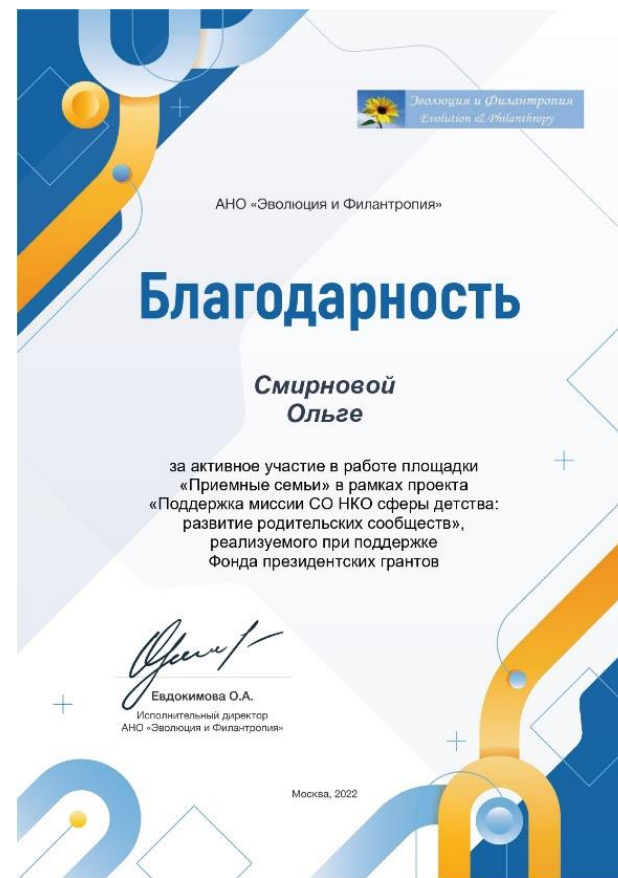 Эволюция и Филантропия
Evolution & Philanthropy
АНО «Эволюция и Филантропия»
Благодарность
Смирновой
Ольге
за активное участие в работе площадки
«Приемные семьи» в рамках проекта
«Поддержка миссии СО НКО сферы детства:
развитие родительских сообществ»,
реализуемого при поддержке
Фонда президентских грантов
Евдокимова О.А.
Исполнительный директор
АНО «Эволюция и Филантропия»
Москва, 2022